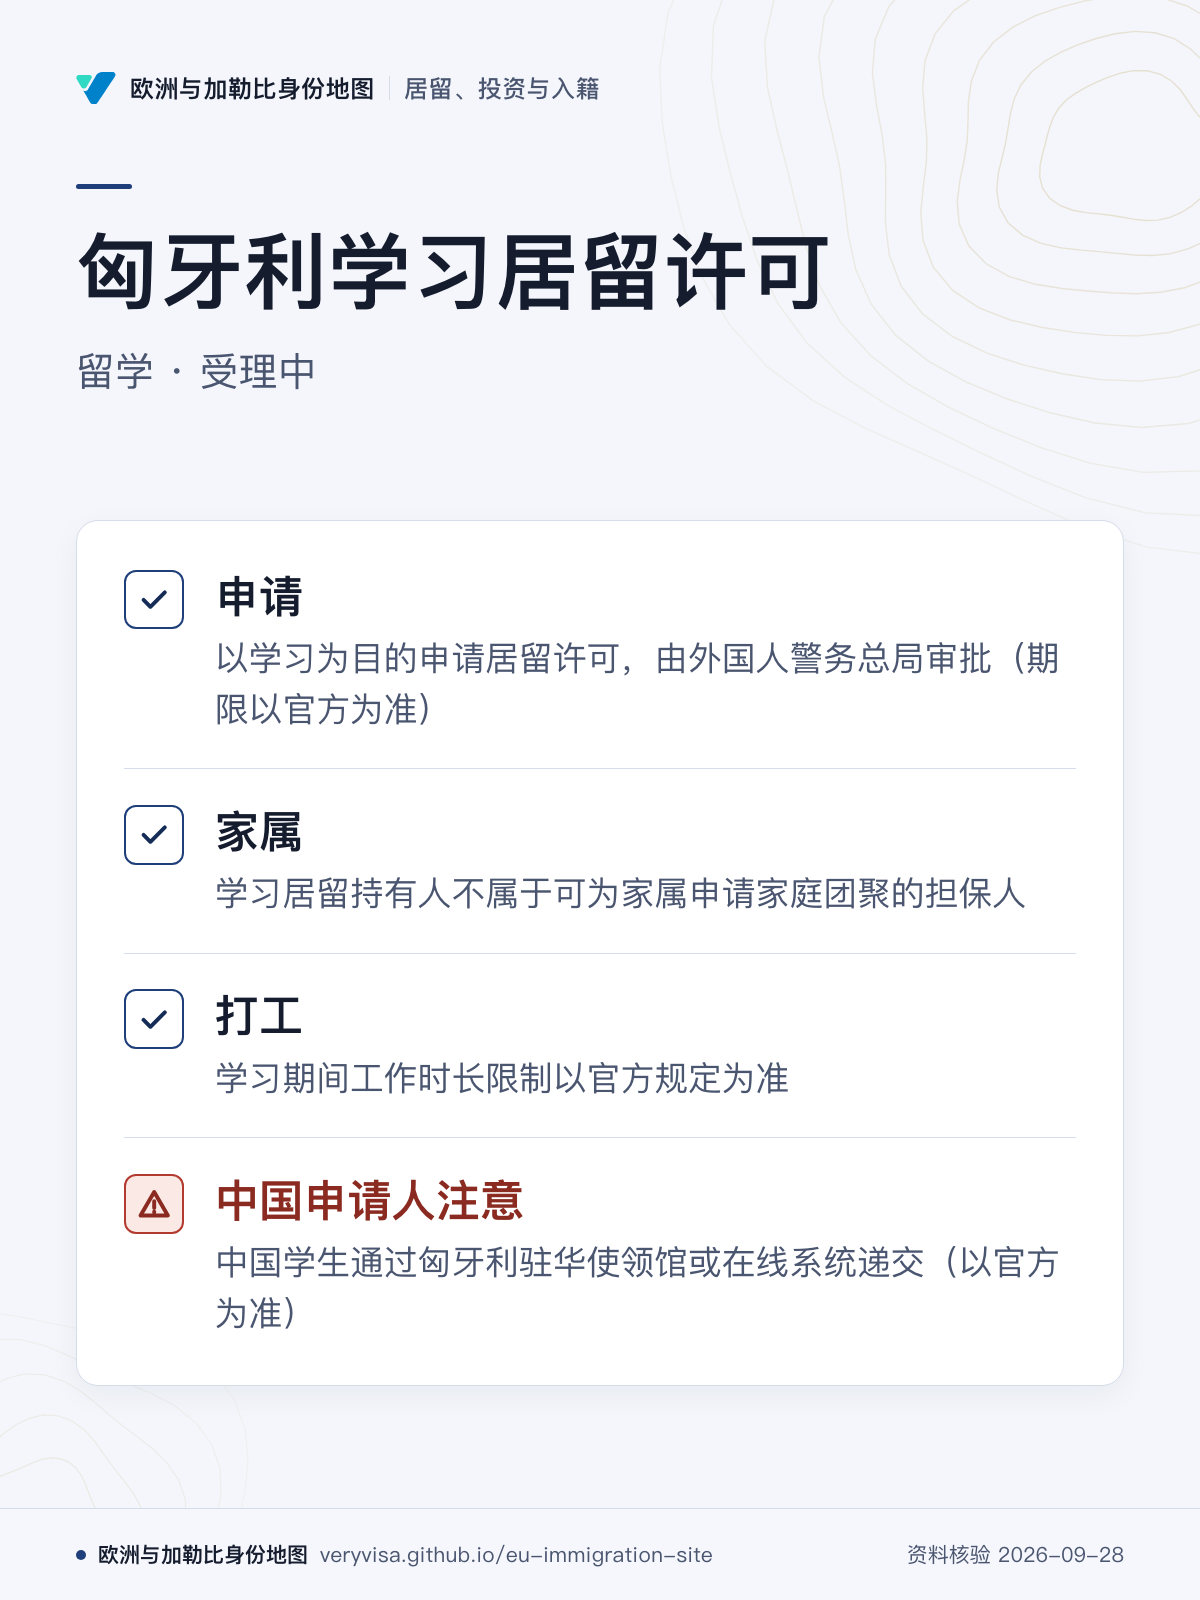 欧洲与加勒比身份地图 居留、投资与入籍
匈牙利学习居留许可
留学 · 受理中
申请
以学习为目的申请居留许可，由外国人警务总局审批（期
限以官方为准）
家属
学习居留持有人不属于可为家属申请家庭团聚的担保人
打工
学习期间工作时长限制以官方规定为准
中国申请人注意
中国学生通过匈牙利驻华使领馆或在线系统递交（以官方
为准）
欧洲与加勒比身份地图 veryvisa.github.io/eu-immigration-site 资料核验 2026-09-28